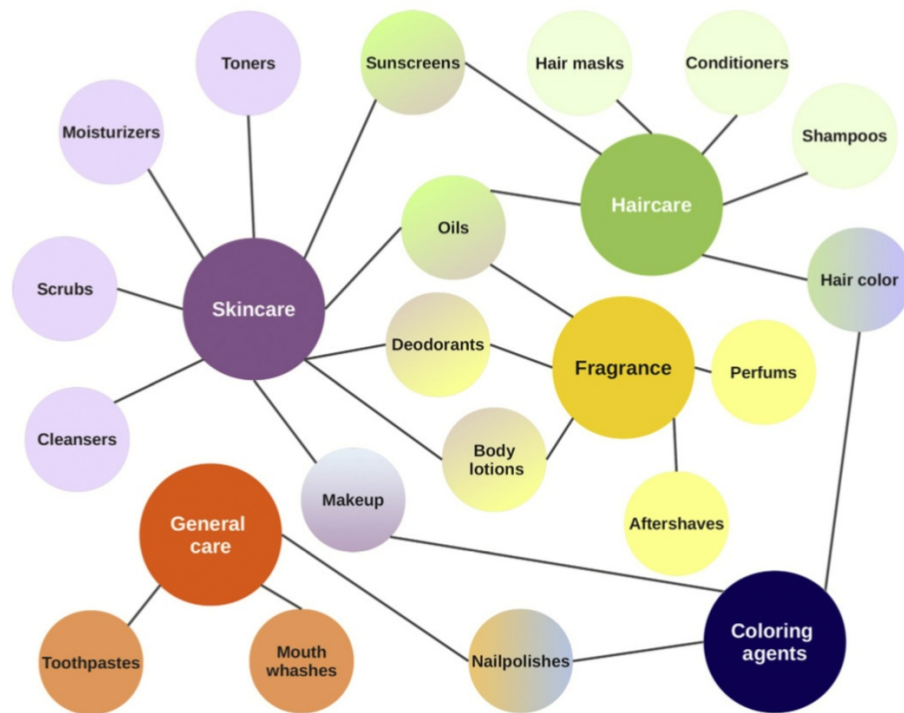 Toners
Sunscreens
Hair masks
Conditioners
Moisturizers
Shampoos
Haircare
Oils
Scrubs
Skincare
Hair color
Deodorants
Fragrance
Perfums
Cleansers
Body
lotions
Makeup
General
care
Aftershaves
Coloring
agents
Toothpastes
Mouth
whashes
Nailpolishes